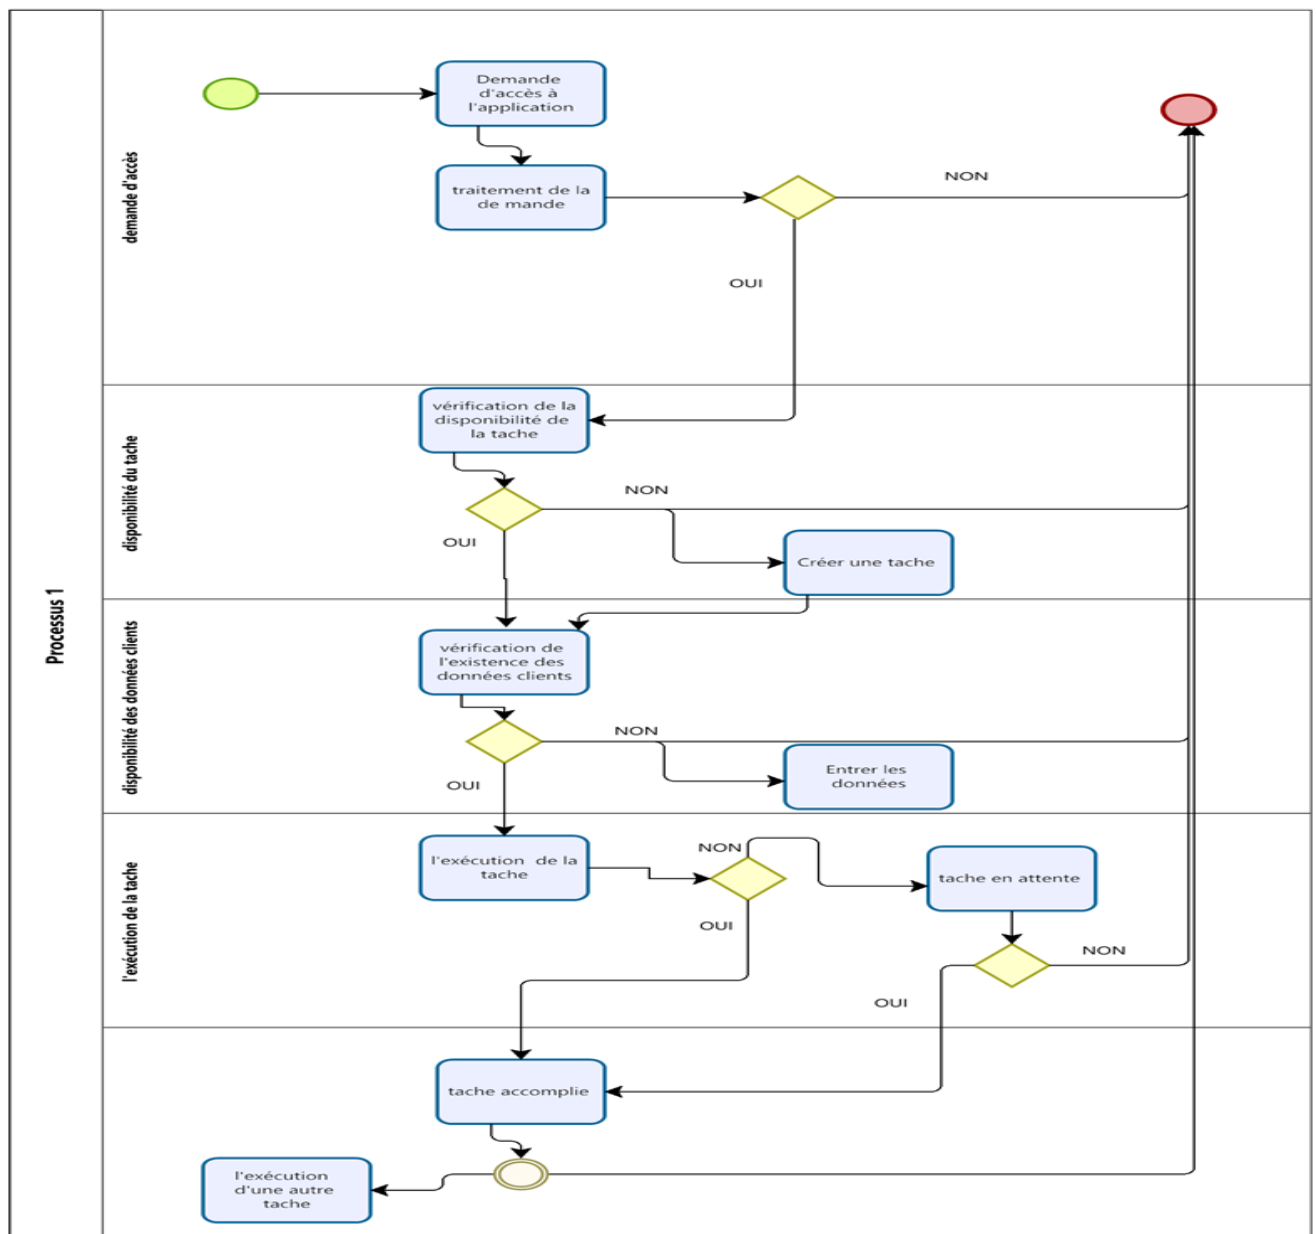 Processus 1
demande d'accès
Demande
d'accès à
l'application
traitement de la
de mande
NON
OUI
disponibilité du tache
vérification de la
disponibilité de
la tache
NON
OUI
Créer une tache
disponibilité des données clients
vérification de
l'existence des
données clients
NON
OUI
Entrer les
données
l'exécution de la tache
l'exécution  de la
tache
NON
OUI
tache en attente
NON
OUI
tache accomplie
l'exécution
d'une autre
tache